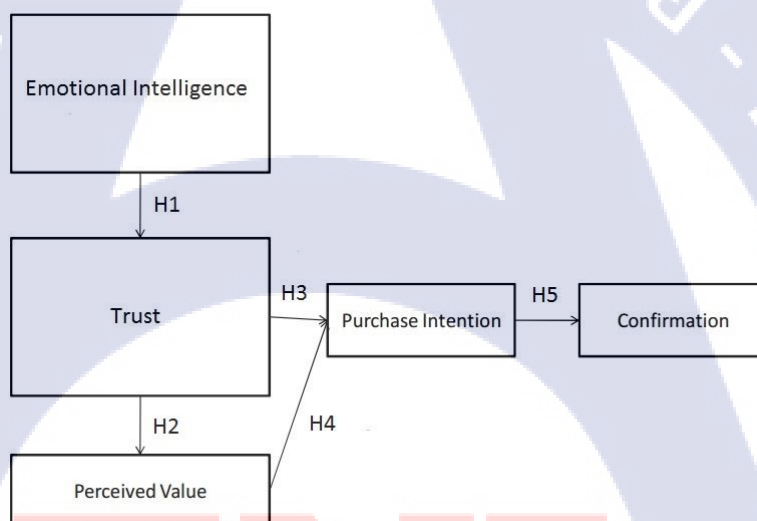 Emotional Intelligence
H1
Trust
H3
Purchase Intention
H5
Confirmation
H2
H4
Perceived Value